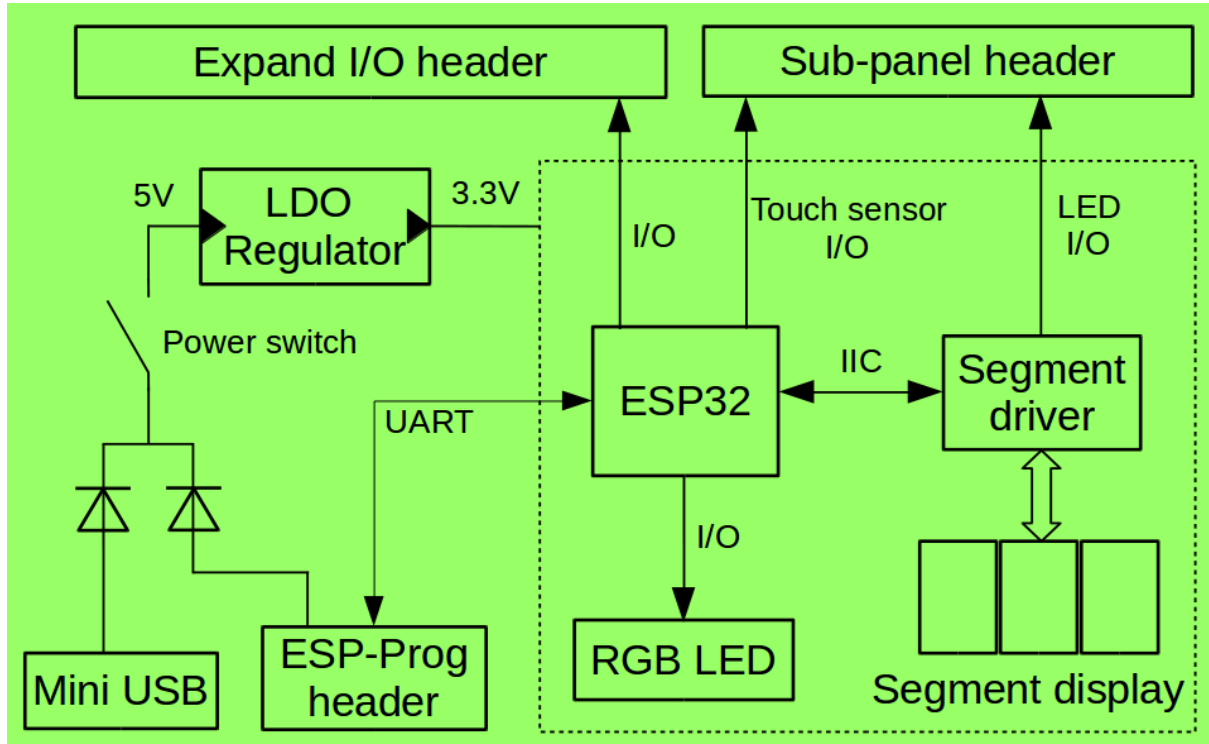 Expand I/O header
Sub-panel header
5V
LDO
Regulator
3.3V
I/O
Touch sensor
I/O
LED
I/O
Power switch
UART
ESP32
IIC
Segment
driver
I/O
Mini USB
ESP-Prog
header
RGB LED
Segment display